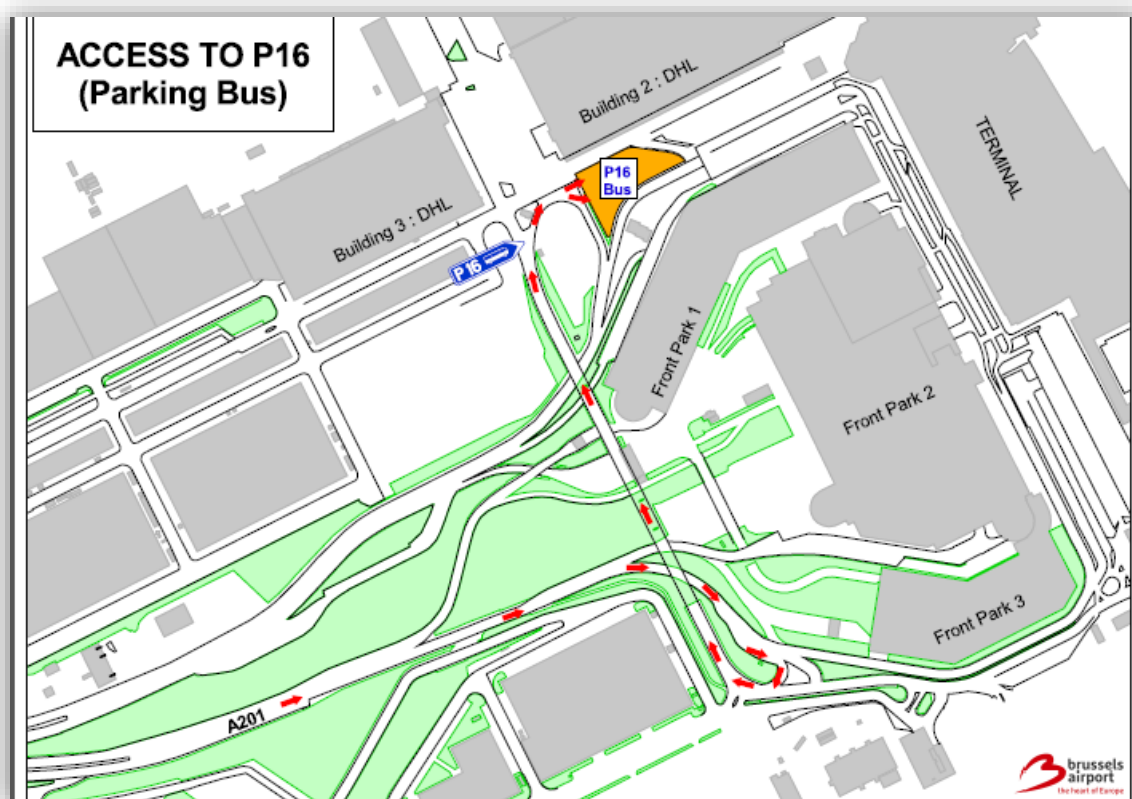 ACCESS TO P16
(Parking Bus)
Building 2 : DHL
TERMINAL
P16
Bus
Building 3 : DHL
P16
Front Park 1
Front Park 2
Front Park 3
A201
brussels
airport
the heart of Europe